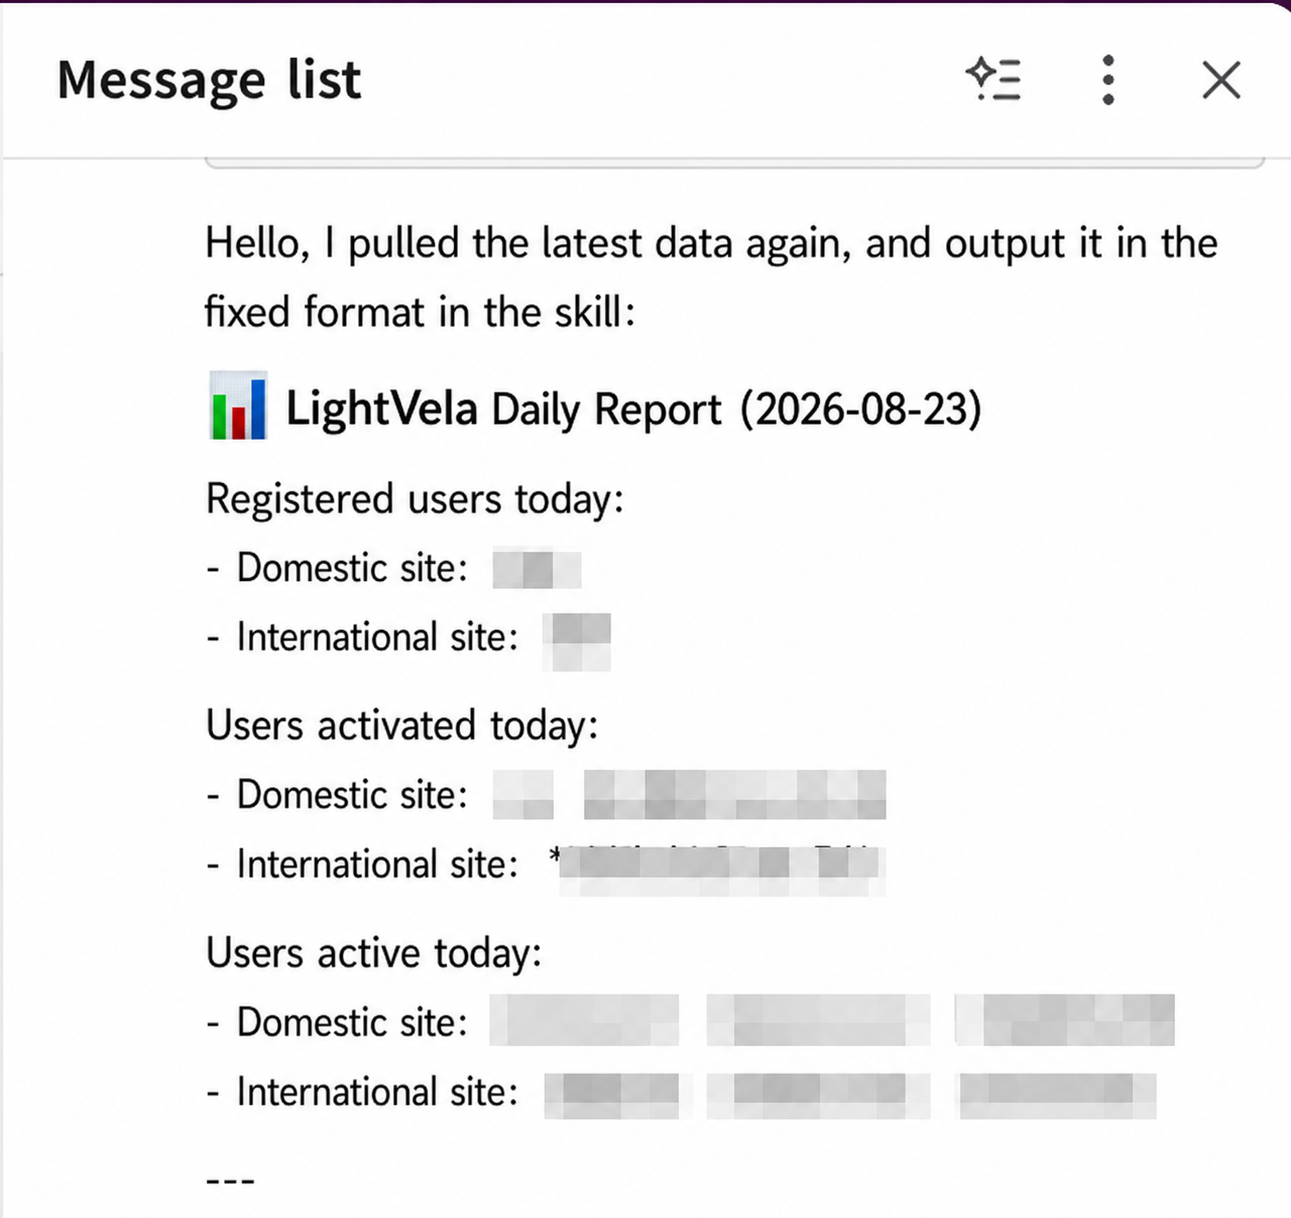 Message list
Hello, I pulled the latest data again, and output it in the
fixed format in the skill:
LightVela Daily Report (2026-08-23)
Registered users today:
- Domestic site:
- International site:
Users activated today:
- Domestic site:
- International site: *
Users active today:
- Domestic site:
- International site:
---